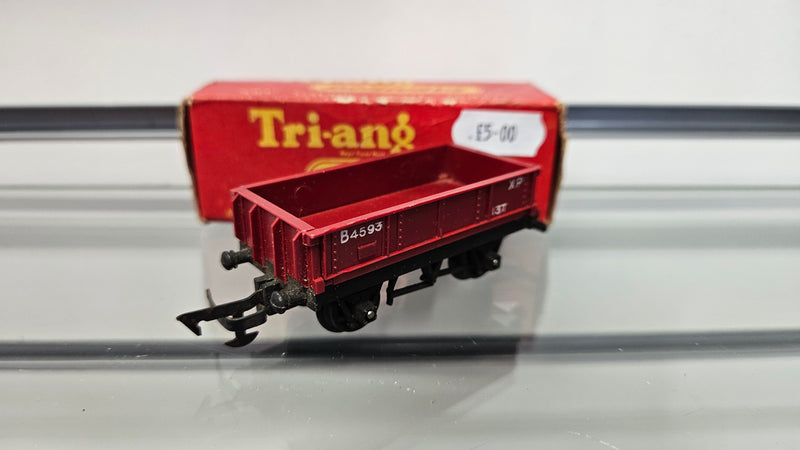 Tri-ang
£5-00
B4593
XP
13T